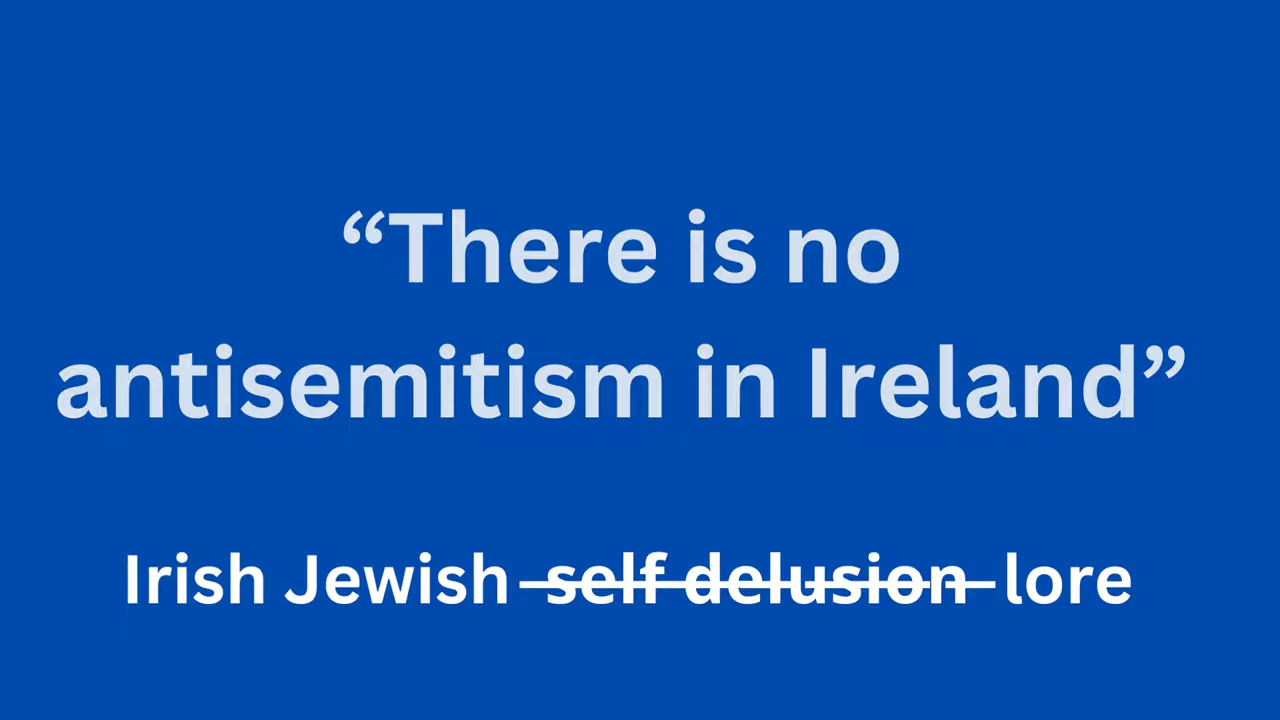 “There is no
antisemitism in Ireland”
Irish Jewish self delusion lore